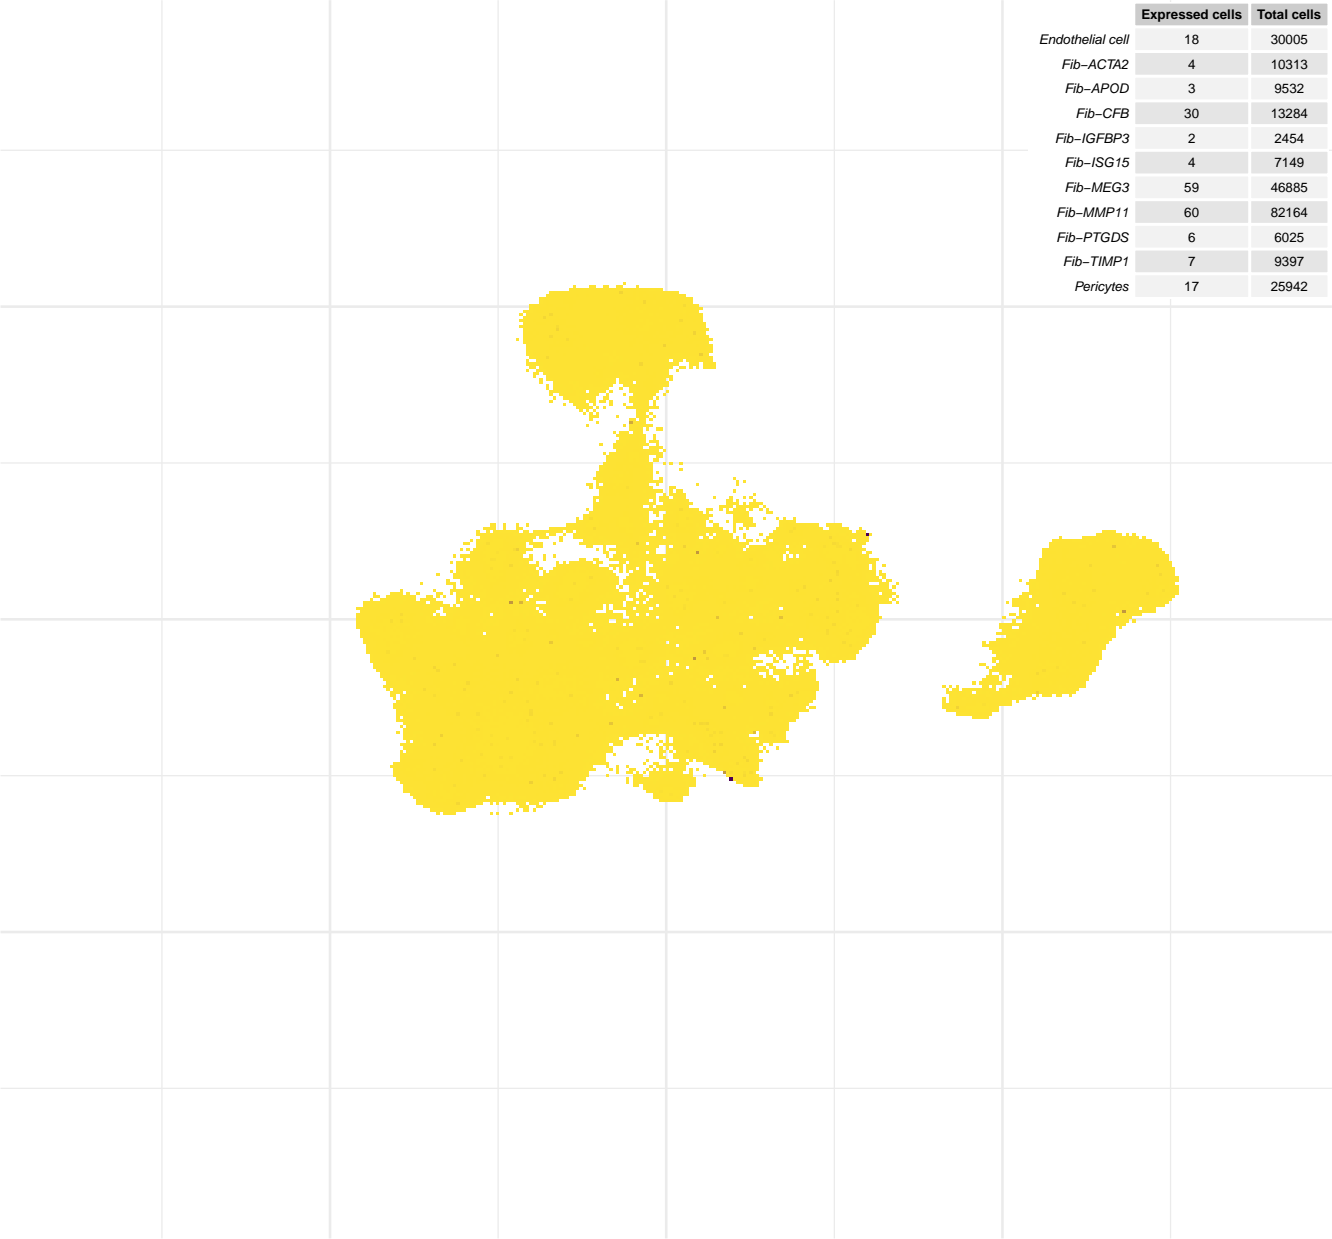 Expressed cells Total cells
Endothelial cell 18 30005
Fib−ACTA2 4 10313
Fib−APOD 3 9532
Fib−CFB 30 13284
Fib−IGFBP3 2 2454
Fib−ISG15 4 7149
Fib−MEG3 59 46885
Fib−MMP11 60 82164
Fib−PTGDS 6 6025
Fib−TIMP1 7 9397
Pericytes 17 25942